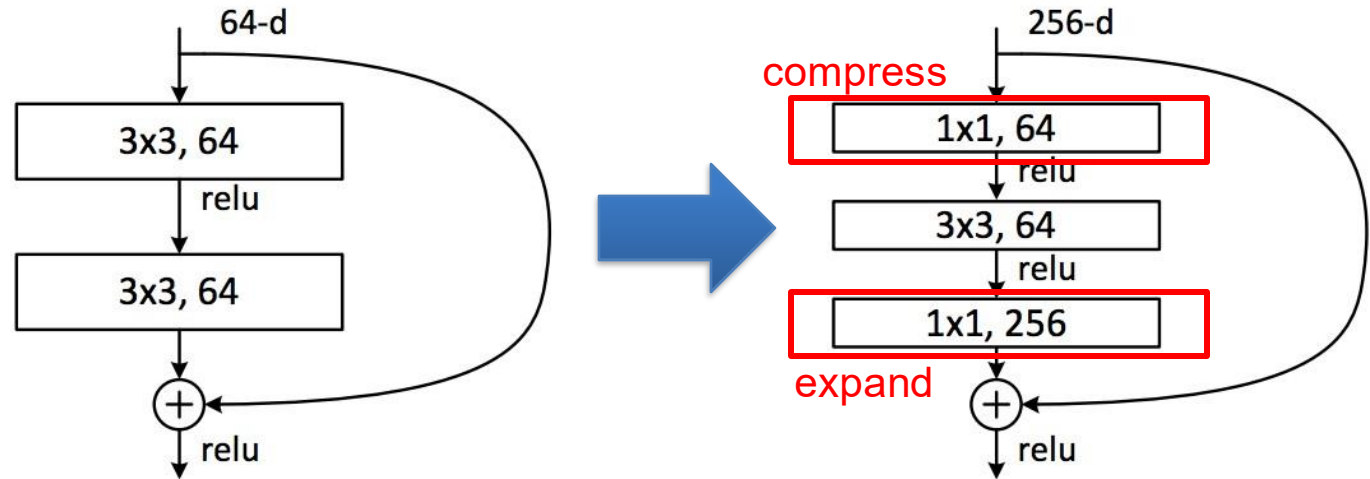 64-d
3x3, 64
relu
3x3, 64
+
relu
256-d
compress
1x1, 64
relu
3x3, 64
relu
1x1, 256
expand
+
relu